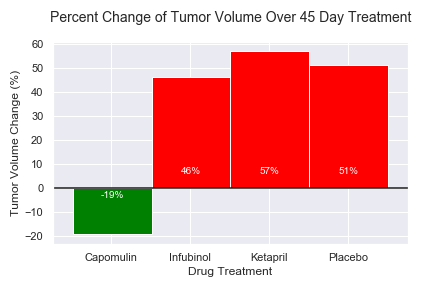 Percent Change of Tumor Volume Over 45 Day Treatment
Tumor Volume Change (%)
60
50
40
30
20
10
0
−10
−20
-19%
46%
57%
51%
Capomulin
Infubinol
Ketapril
Placebo
Drug Treatment